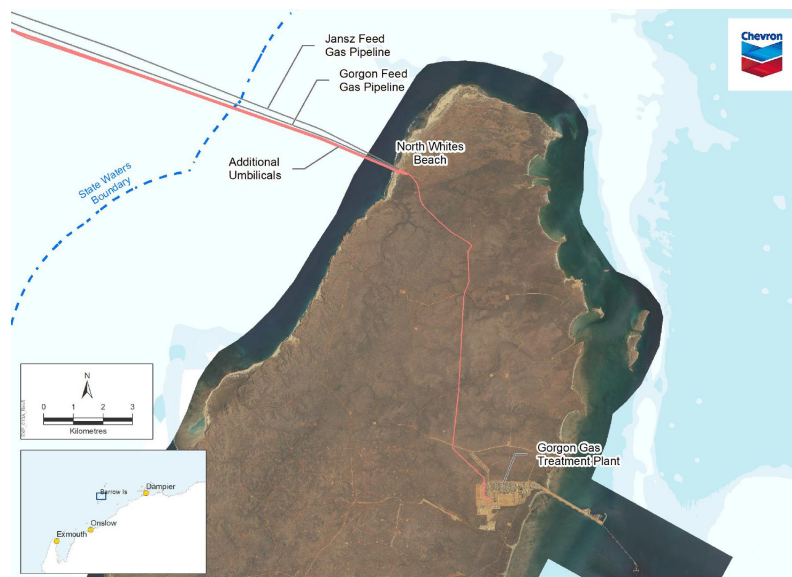 Chevron
Jansz Feed
Gas Pipeline
Gorgon Feed
Gas Pipeline
North Whites
Beach
Additional
Umbilicals
State Waters
Boundary
N
0 1 2 3
Kilometres
Gorgon Gas
Treatment Plant
Barrow Is
Dampier
Onslow
Exmouth